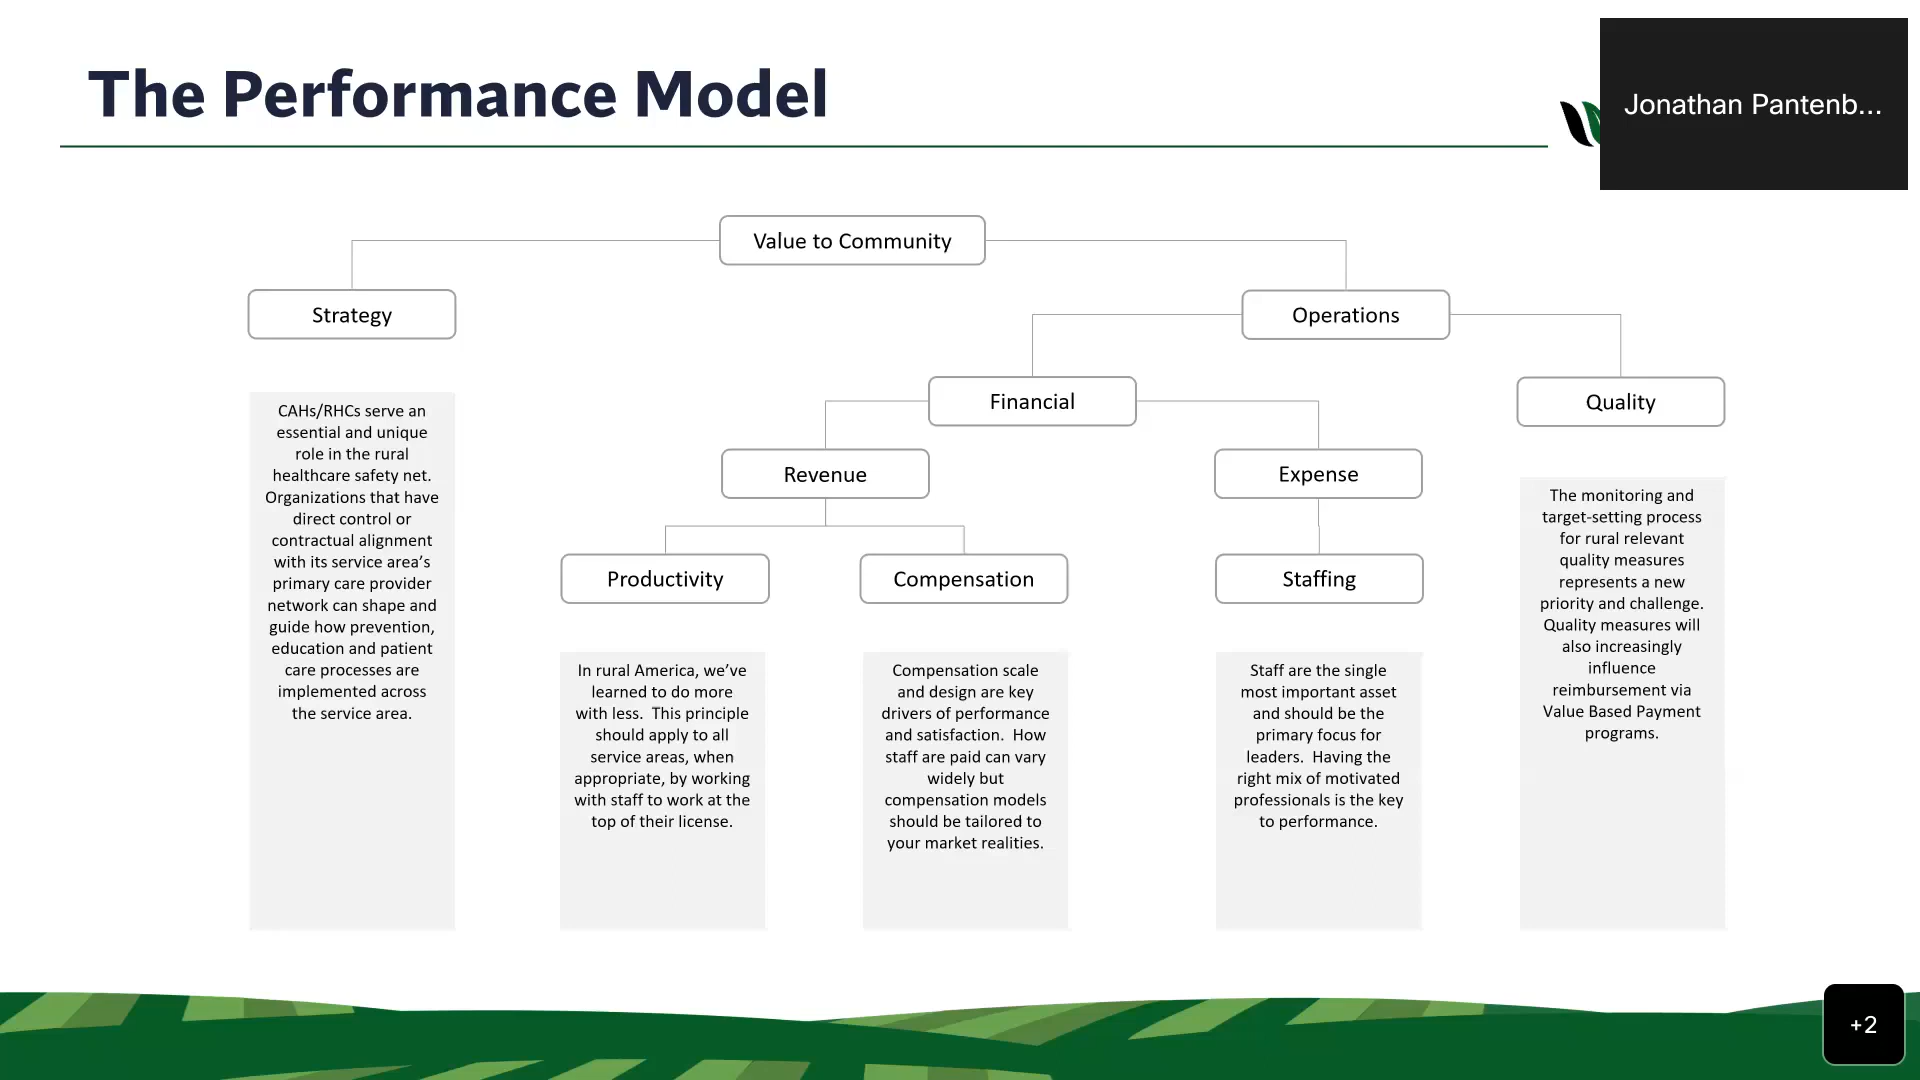 The Performance Model
Jonathan Pantenb...
Value to Community
Strategy
Operations
Financial
Quality
Revenue
Expense
Productivity
Compensation
Staffing
CAHs/RHCs serve an
essential and unique
role in the rural
healthcare safety net.
Organizations that have
direct control or
contractual alignment
with its service area’s
primary care provider
network can shape and
guide how prevention,
education and patient
care processes are
implemented across
the service area.
In rural America, we’ve
learned to do more
with less.  This principle
should apply to all
service areas, when
appropriate, by working
with staff to work at the
top of their license.
Compensation scale
and design are key
drivers of performance
and satisfaction.  How
staff are paid can vary
widely but
compensation models
should be tailored to
your market realities.
Staff are the single
most important asset
and should be the
primary focus for
leaders.  Having the
right mix of motivated
professionals is the key
to performance.
The monitoring and
target-setting process
for rural relevant
quality measures
represents a new
priority and challenge.
Quality measures will
also increasingly
influence
reimbursement via
Value Based Payment
programs.
+2